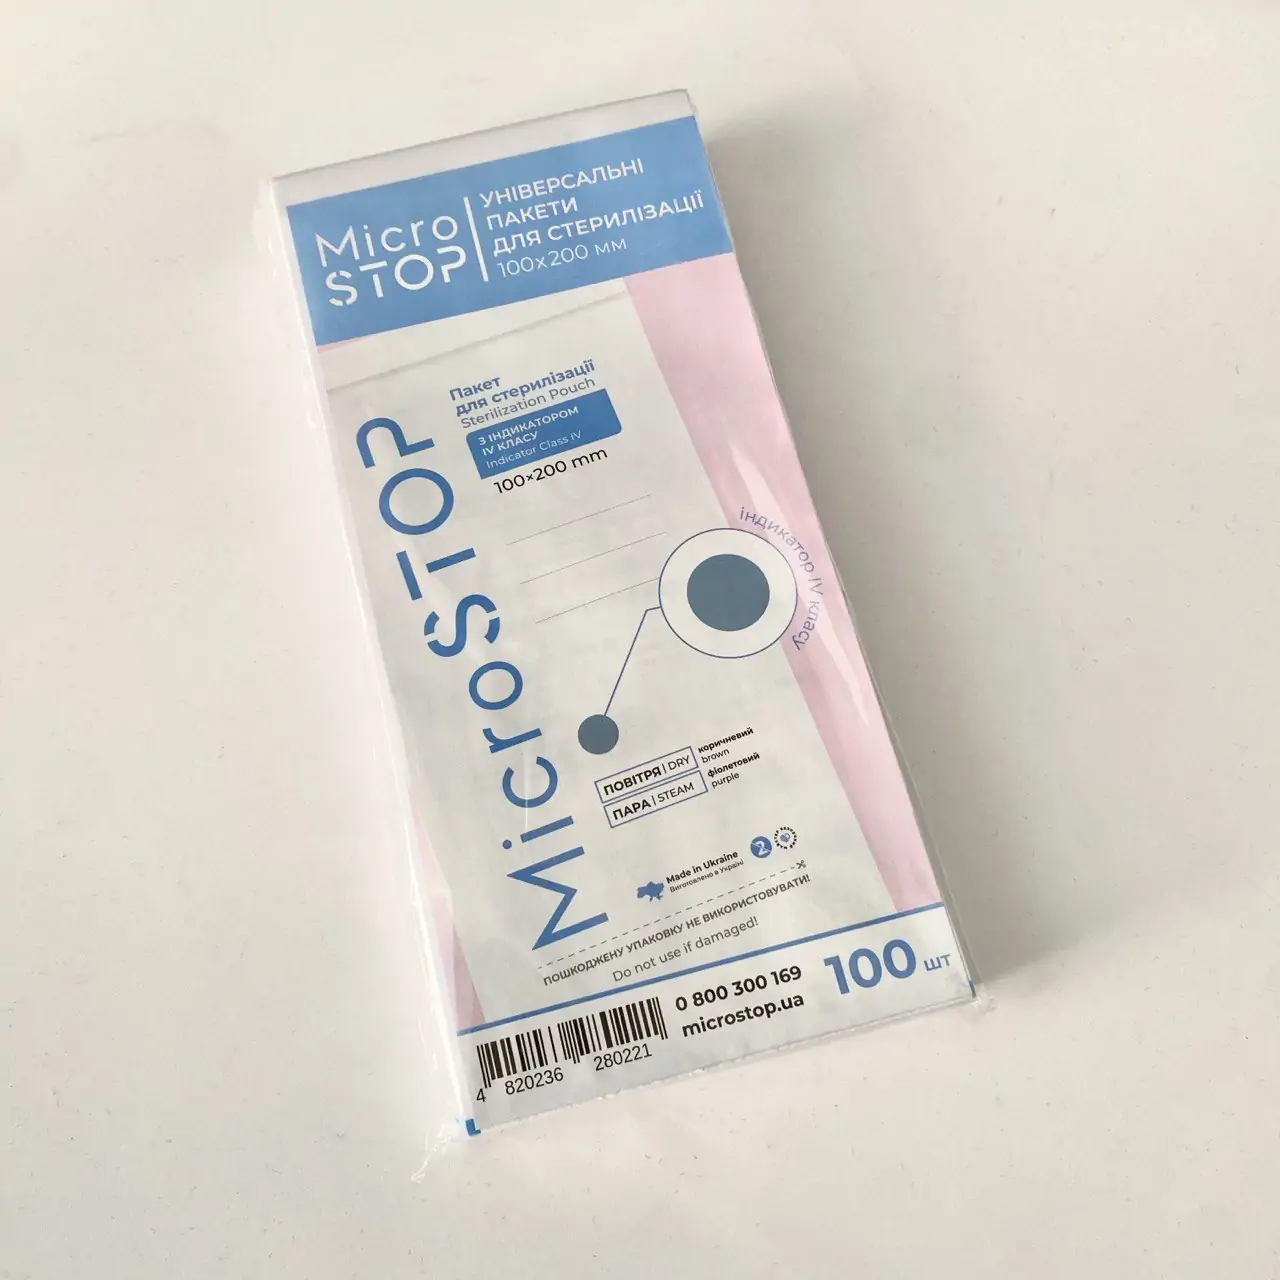 Micro
STOP
УНІВЕРСАЛЬНІ
ПАКЕТИ
ДЛЯ СТЕРИЛІЗАЦІЇ
100х200 мм
MicroSTOP
Пакет
для стерилізації
Sterilization Pouch
З ІНДИКАТОРОМ
IV КЛАСУ
Indicator Class IV
100×200 mm
індикатор IV класу
ПОВІТРЯ | DRY
коричневий
brown
ПАРА | STEAM
фіолетовий
purple
Made in Ukraine
Виготовлено в Україні
2
ПОШКОДЖЕНУ УПАКОВКУ НЕ ВИКОРИСТОВУВАТИ!
Do not use if damaged!
4 820236 280221
0 800 300 169
microstop.ua
100 шт